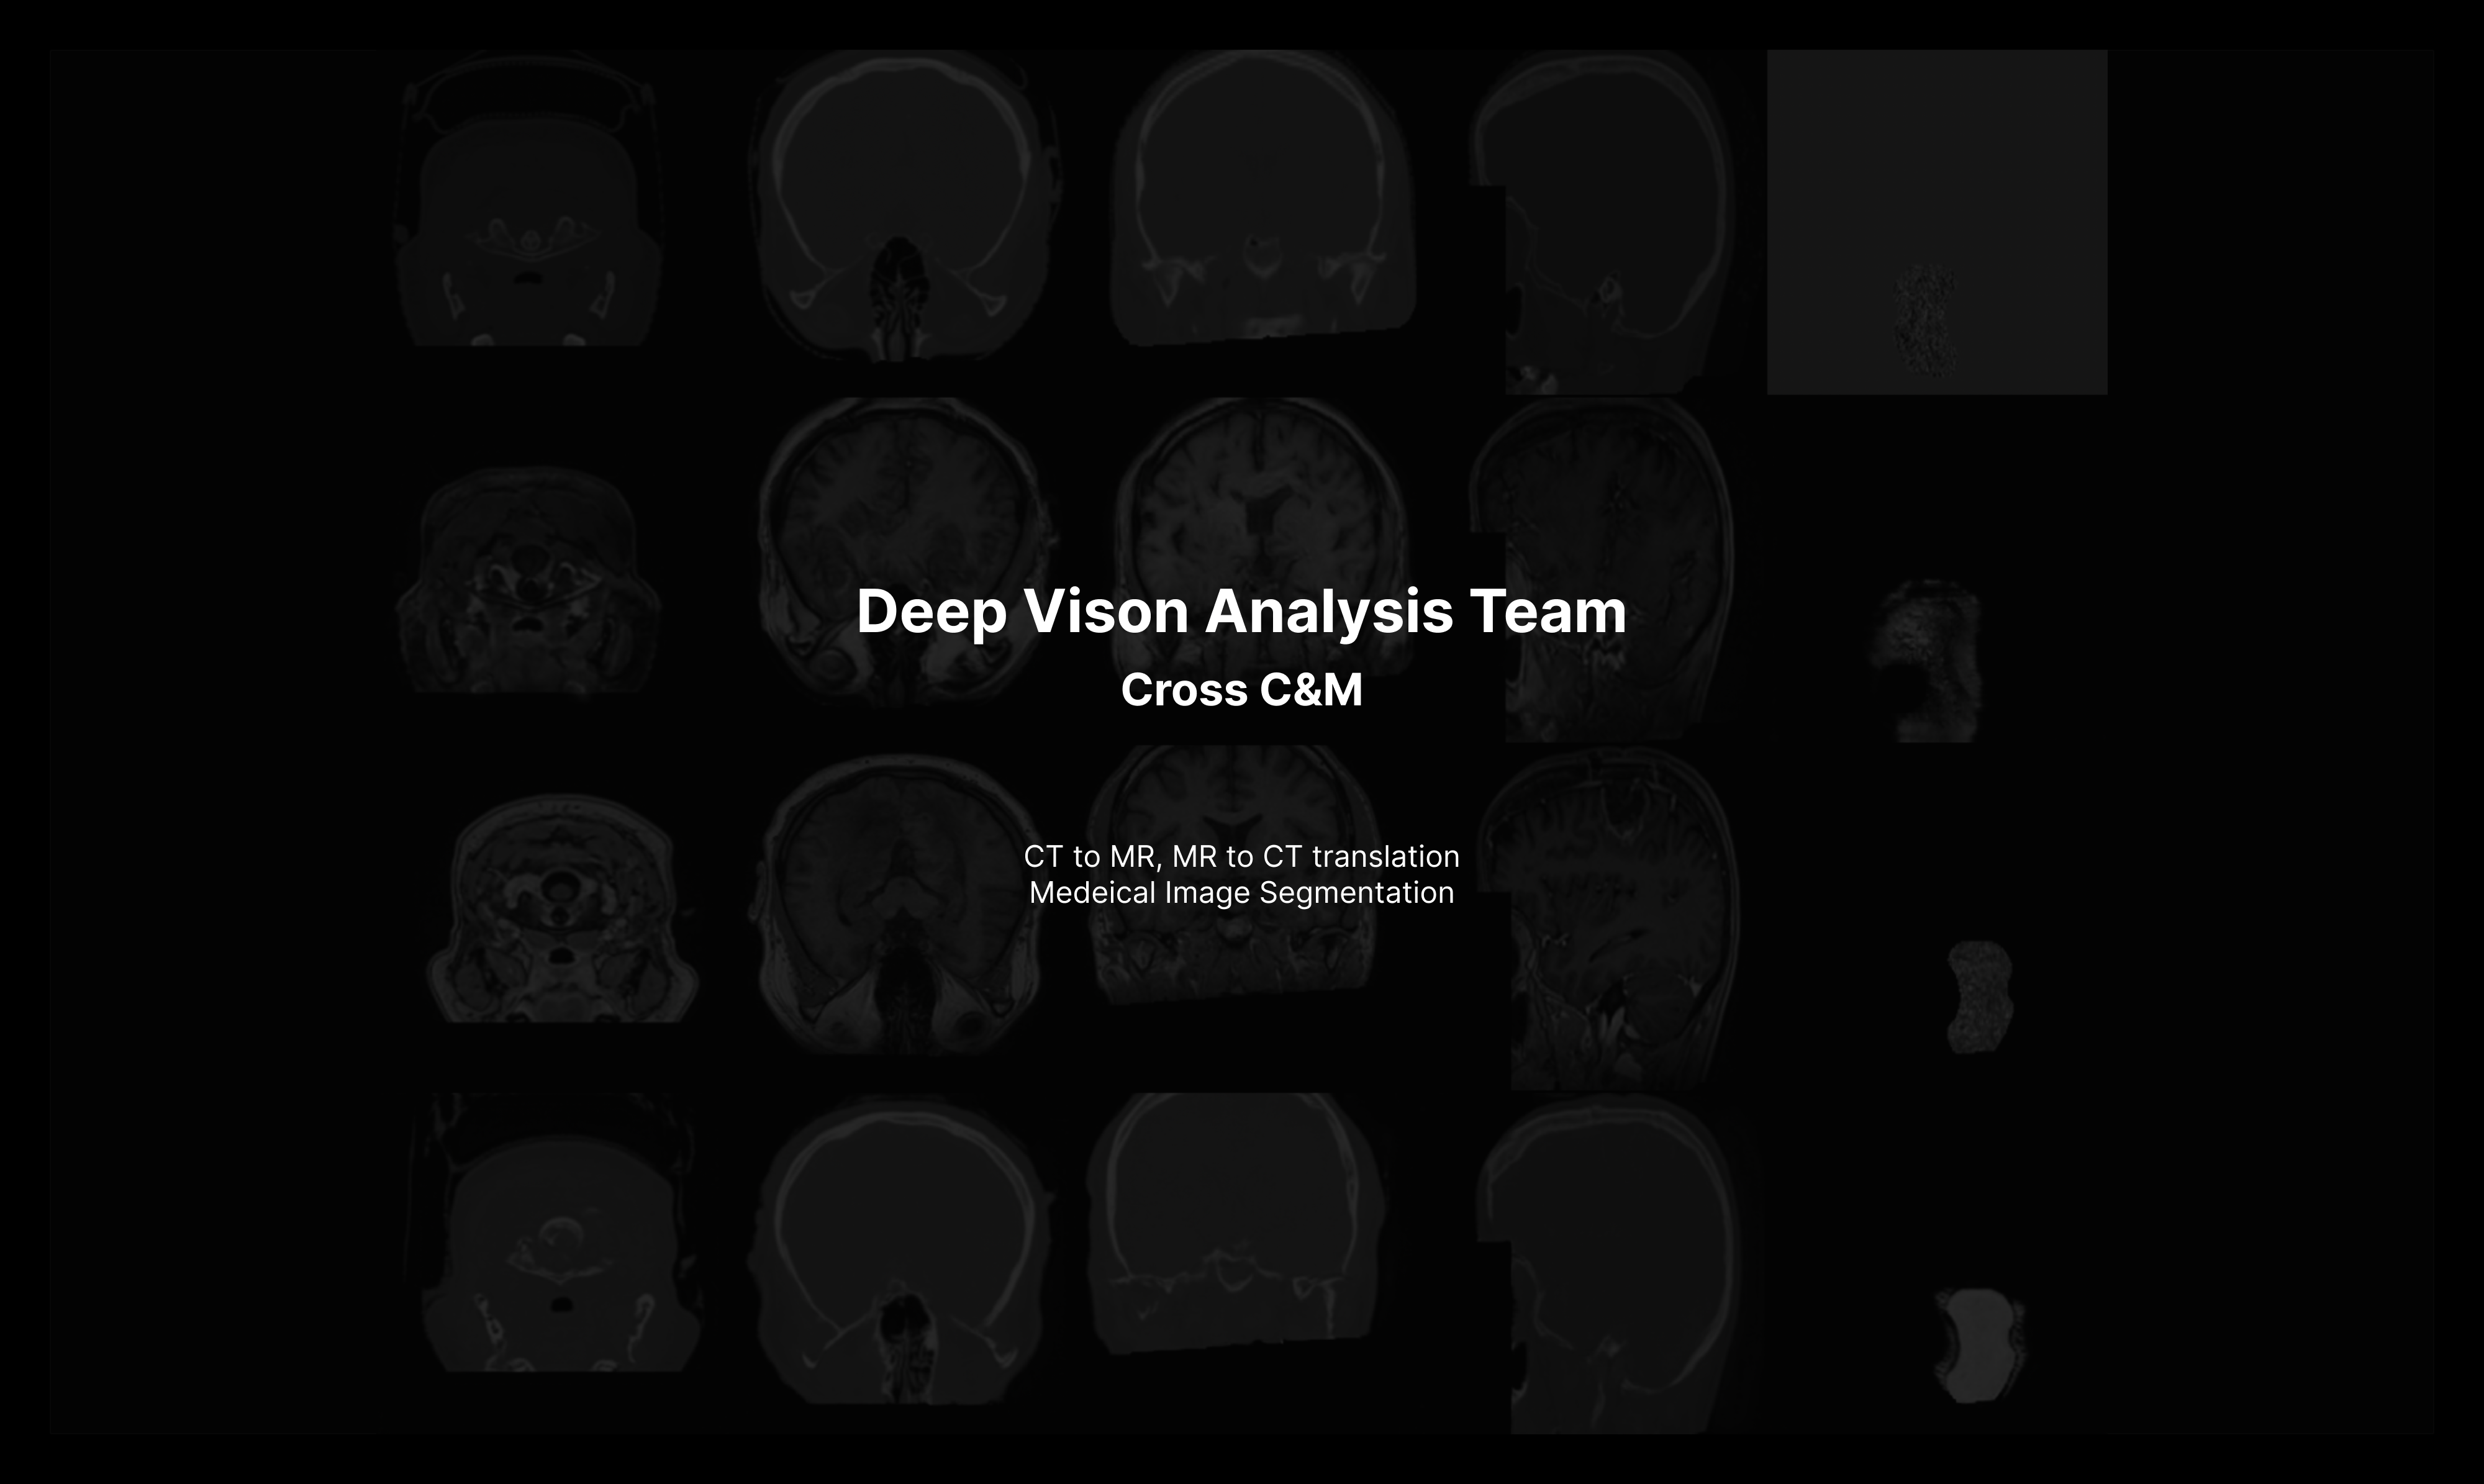 Deep Vison Analysis Team
Cross C&M
CT to MR, MR to CT translation
Medeical Image Segmentation